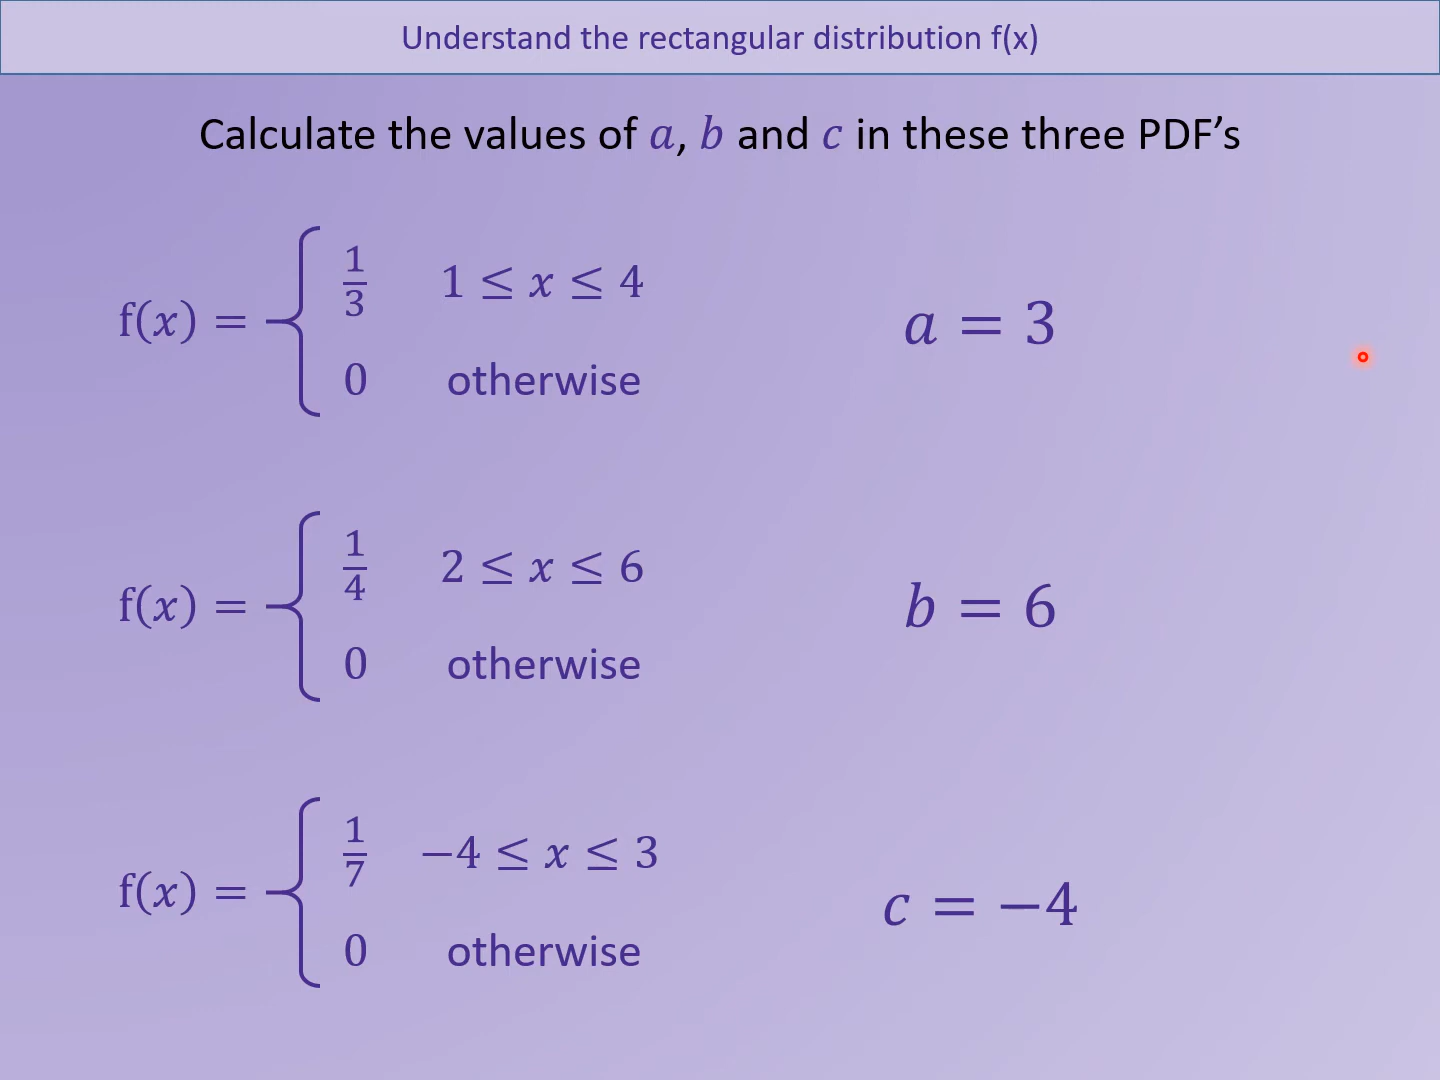 Understand the rectangular distribution f(x)
Calculate the values of a, b and c in these three PDF’s
f(x) = { 1/3 1 ≤ x ≤ 4
0 otherwise
a = 3
f(x) = { 1/4 2 ≤ x ≤ 6
0 otherwise
b = 6
f(x) = { 1/7 −4 ≤ x ≤ 3
0 otherwise
c = −4